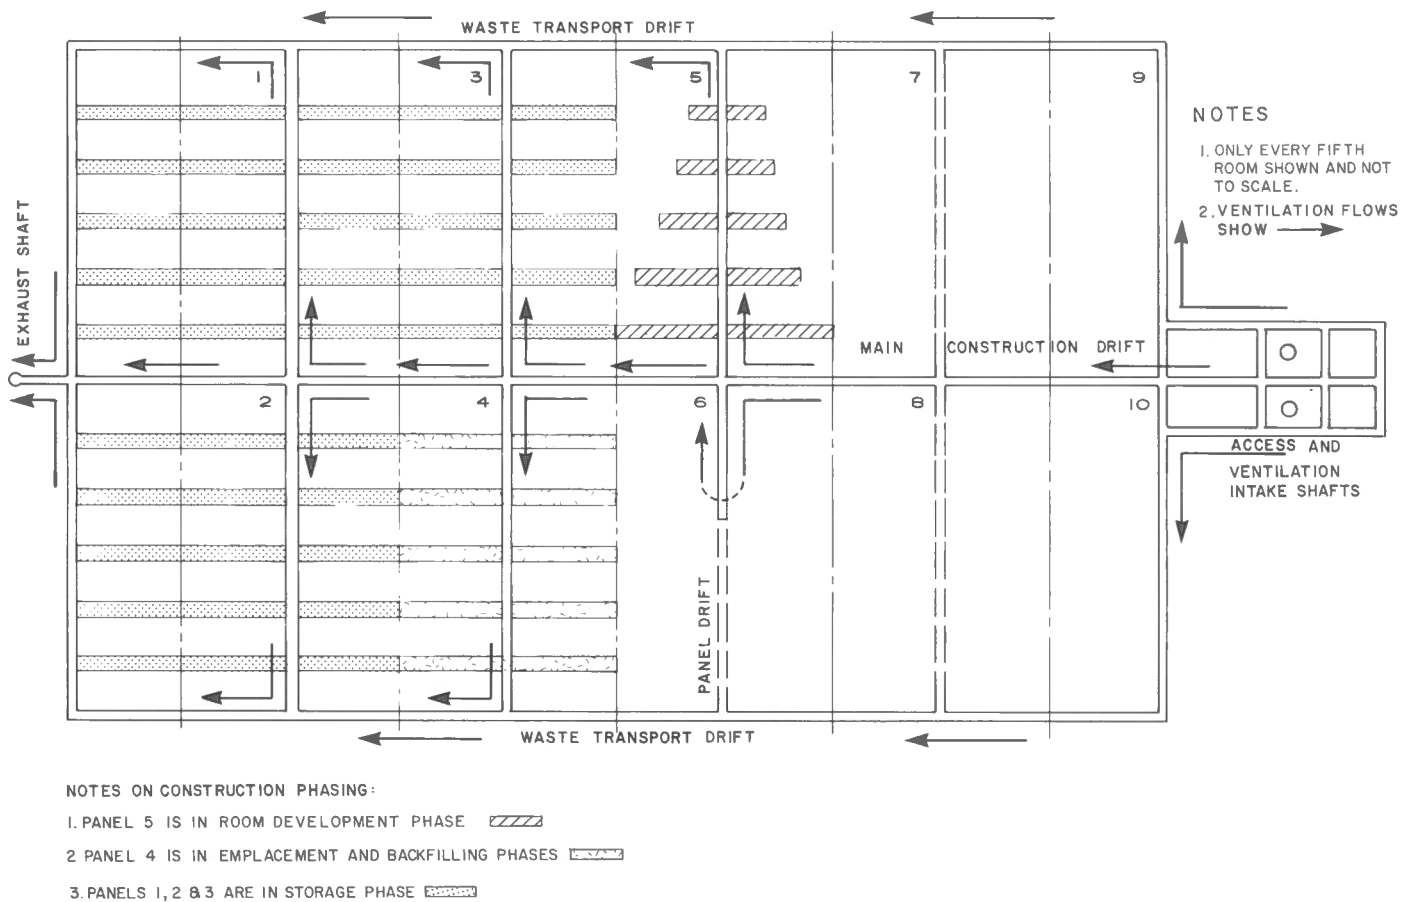 WASTE TRANSPORT DRIFT
1 3 5 7 9
NOTES
1. ONLY EVERY FIFTH
ROOM SHOWN AND NOT
TO SCALE.
2. VENTILATION FLOWS
SHOW
EXHAUST SHAFT
MAIN CONSTRUCTION DRIFT
2 4 6 8 10
ACCESS AND
VENTILATION
INTAKE SHAFTS
PANEL DRIFT
WASTE TRANSPORT DRIFT
NOTES ON CONSTRUCTION PHASING:
1. PANEL 5 IS IN ROOM DEVELOPMENT PHASE
2 PANEL 4 IS IN EMPLACEMENT AND BACKFILLING PHASES
3. PANELS 1, 2 & 3 ARE IN STORAGE PHASE